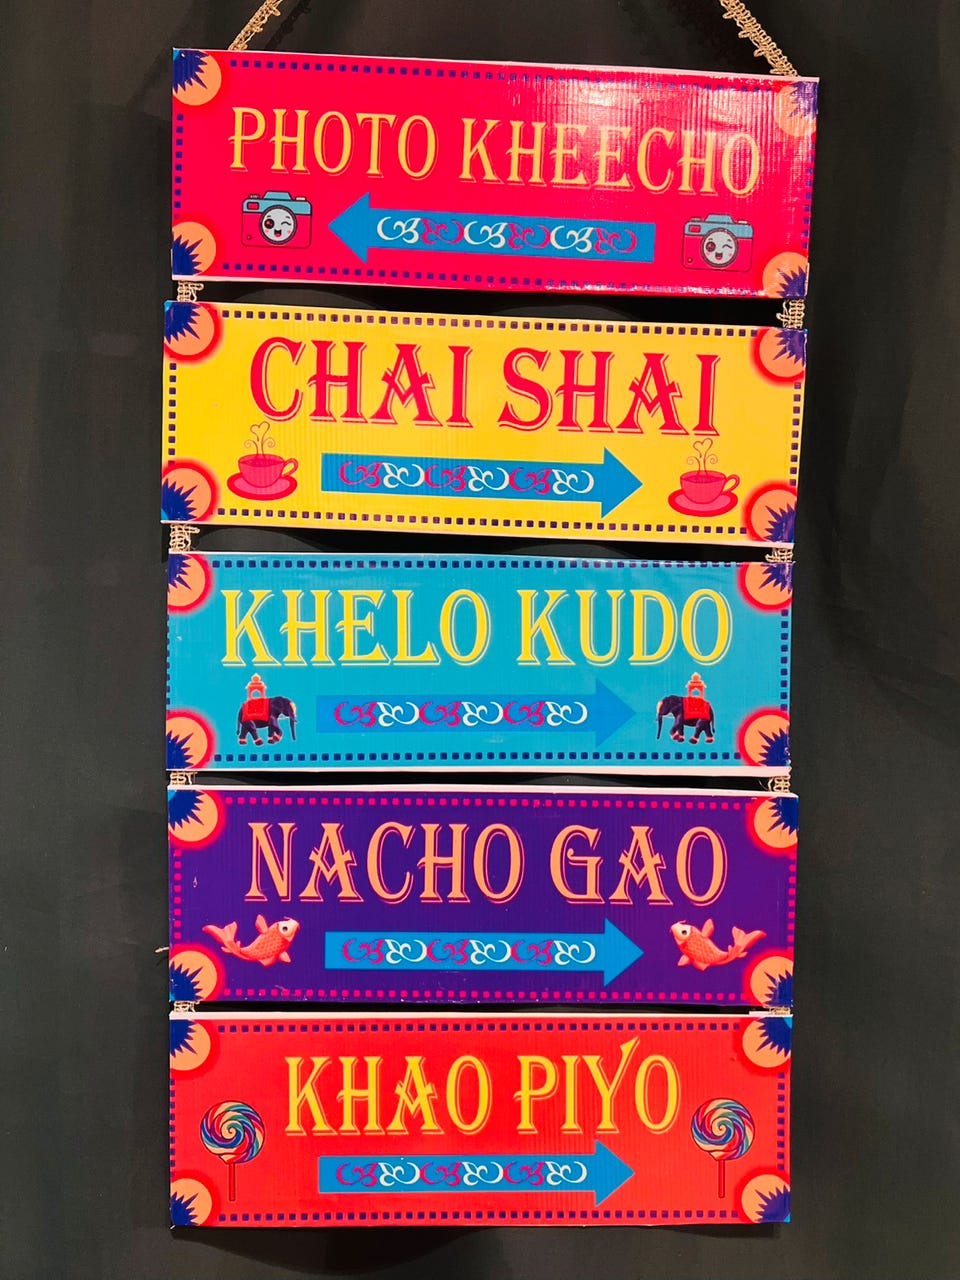 PHOTO KHEECHO
CHAI SHAI
KHELO KUDO
NACHO GAO
KHAO PIYO